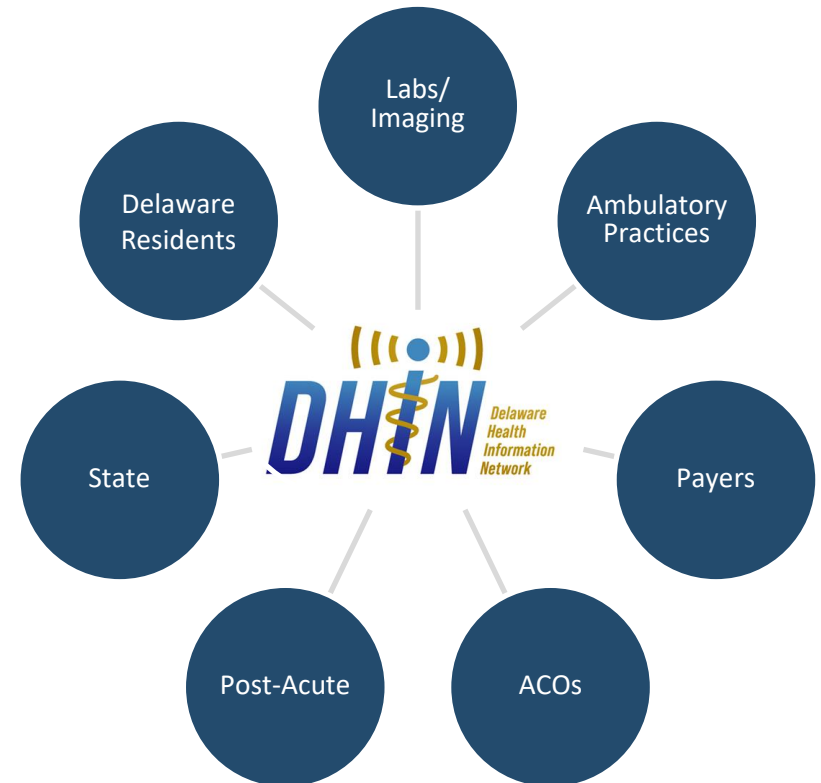 Labs/
Imaging
Ambulatory
Practices
Payers
ACOs
Post-Acute
State
Delaware
Residents
DHIN
Delaware
Health
Information
Network